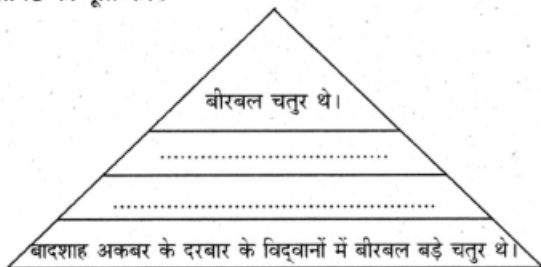 बीरबल चतुर थे।
....................................
..................................................
बादशाह अकबर के दरबार के विद्‌वानों में बीरबल बड़े चतुर थे।